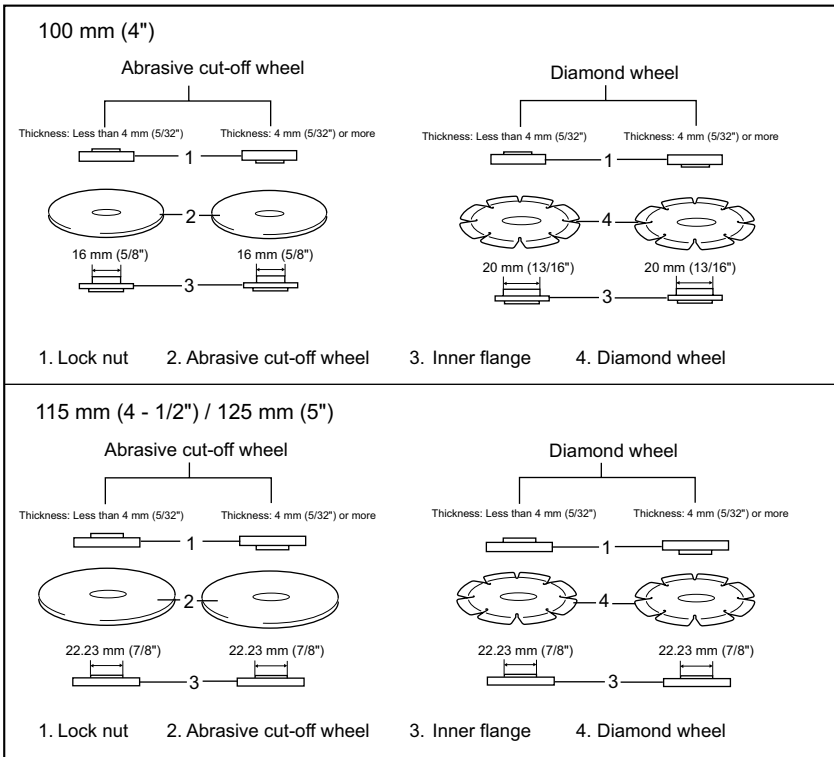 100 mm (4")
Abrasive cut-off wheel
Diamond wheel
Thickness: Less than 4 mm (5/32")
Thickness: 4 mm (5/32") or more
Thickness: Less than 4 mm (5/32")
Thickness: 4 mm (5/32") or more
1
1
2
4
16 mm (5/8")
16 mm (5/8")
20 mm (13/16")
20 mm (13/16")
3
3
1. Lock nut 2. Abrasive cut-off wheel 3. Inner flange 4. Diamond wheel
115 mm (4 - 1/2") / 125 mm (5")
Abrasive cut-off wheel
Diamond wheel
Thickness: Less than 4 mm (5/32")
Thickness: 4 mm (5/32") or more
Thickness: Less than 4 mm (5/32")
Thickness: 4 mm (5/32") or more
1
1
2
4
22.23 mm (7/8")
22.23 mm (7/8")
22.23 mm (7/8")
22.23 mm (7/8")
3
3
1. Lock nut 2. Abrasive cut-off wheel 3. Inner flange 4. Diamond wheel